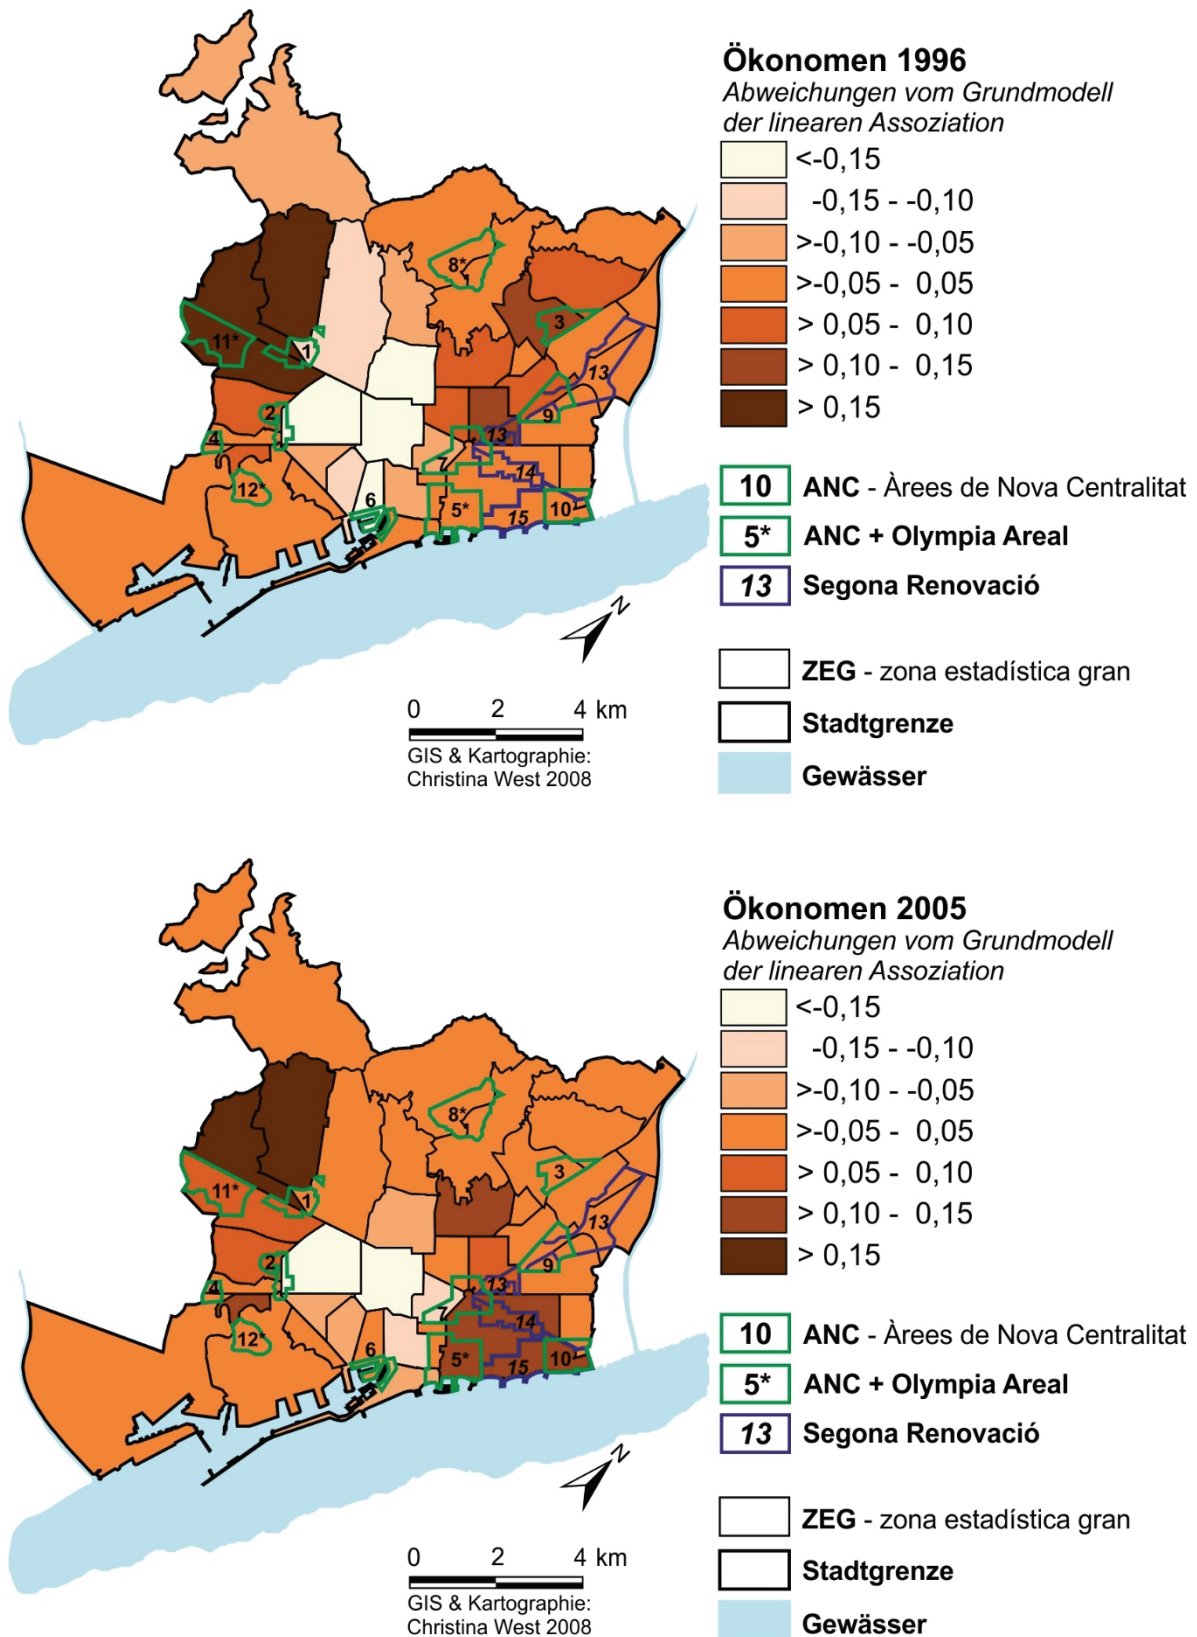 Ökonomen 1996
Abweichungen vom Grundmodell
der linearen Assoziation
<-0,15
-0,15 - -0,10
>-0,10 - -0,05
>-0,05 - 0,05
> 0,05 - 0,10
> 0,10 - 0,15
> 0,15
10 ANC - Àrees de Nova Centralitat
5* ANC + Olympia Areal
13 Segona Renovació
ZEG - zona estadística gran
Stadtgrenze
Gewässer
8*
3
11*
1
13
2
9
4
13
7
14
12*
6
5*
15
10
N
0 2 4 km
GIS & Kartographie:
Christina West 2008
Ökonomen 2005
Abweichungen vom Grundmodell
der linearen Assoziation
<-0,15
-0,15 - -0,10
>-0,10 - -0,05
>-0,05 - 0,05
> 0,05 - 0,10
> 0,10 - 0,15
> 0,15
10 ANC - Àrees de Nova Centralitat
5* ANC + Olympia Areal
13 Segona Renovació
ZEG - zona estadística gran
Stadtgrenze
Gewässer
8*
3
11*
1
13
2
9
4
13
7
14
12*
6
5*
15
10
N
0 2 4 km
GIS & Kartographie:
Christina West 2008